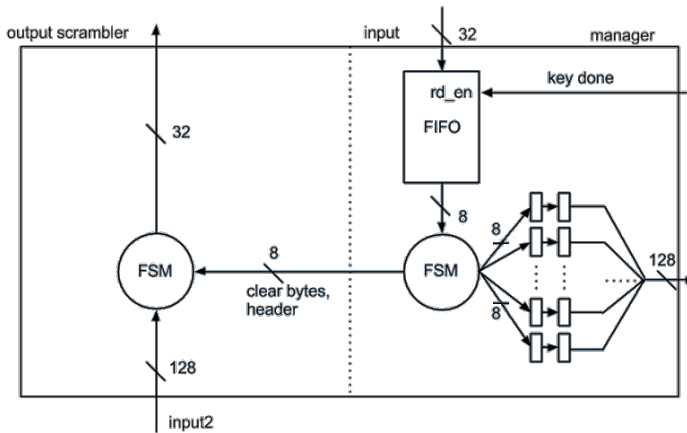 output scrambler
input
32
manager
rd_en
key done
FIFO
32
8
8
128
FSM
8
FSM
clear bytes,
header
8
128
input2